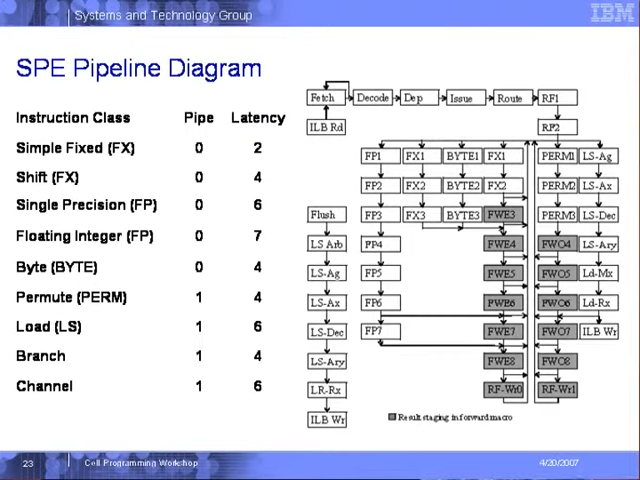 Systems and Technology Group
IBM
SPE Pipeline Diagram
Instruction Class Pipe Latency
Simple Fixed (FX) 0 2
Shift (FX) 0 4
Single Precision (FP) 0 6
Floating Integer (FP) 0 7
Byte (BYTE) 0 4
Permute (PERM) 1 4
Load (LS) 1 6
Branch 1 4
Channel 1 6
Fetch Decode Dep Issue Route RF1
ILB Rd RF2
FP1 FX1 BYTE1 FX1 PERM1 LS-Ag
FP2 FX2 BYTE2 FX2 PERM2 LS-Ax
Flush FP3 FX3 BYTE3 FWE3 PERM3 LS-Dec
LS Arb FP4 FWE4 FWO4 LS-Ary
LS-Ag FP5 FWE5 FWO5 Ld-Mx
LS-Ax FP6 FWE6 FWO6 Ld-Rx
LS-Dec FP7 FWE7 FWO7 ILB Wr
LS-Ary FWE8 FWO8
LR-Rx RF-Wr0 RF-Wr1
ILB Wr
Result staging in forward macro
23 Cell Programming Workshop 4/20/2007